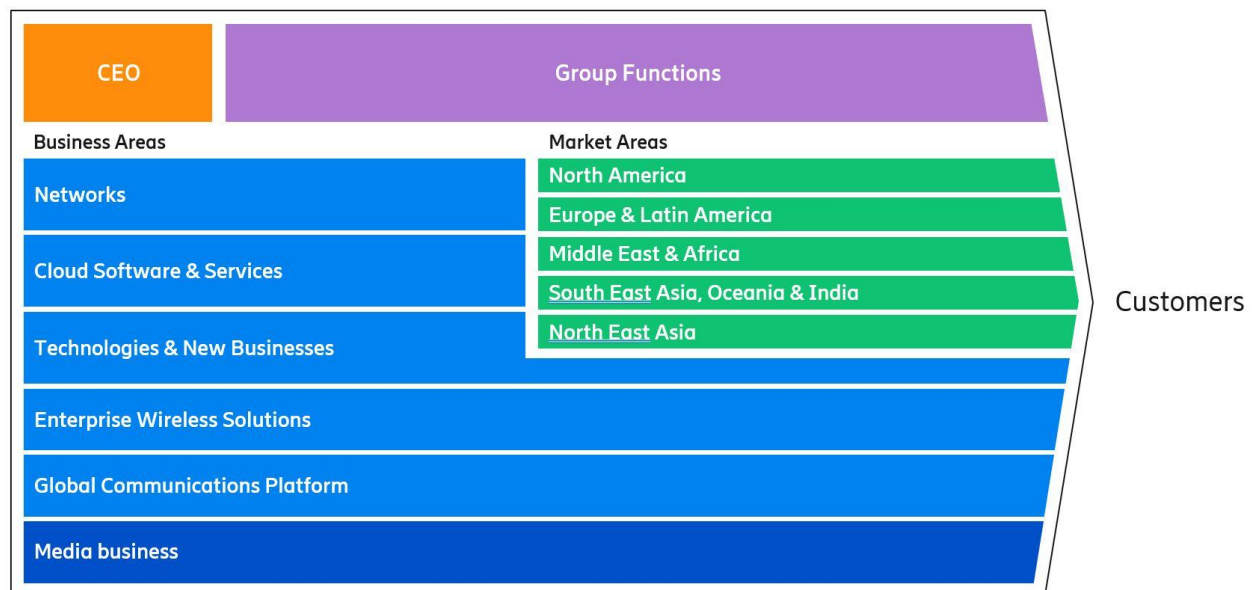 CEO
Group Functions
Business Areas
Networks
Cloud Software & Services
Technologies & New Businesses
Enterprise Wireless Solutions
Global Communications Platform
Media business
Market Areas
North America
Europe & Latin America
Middle East & Africa
South East Asia, Oceania & India
North East Asia
Customers